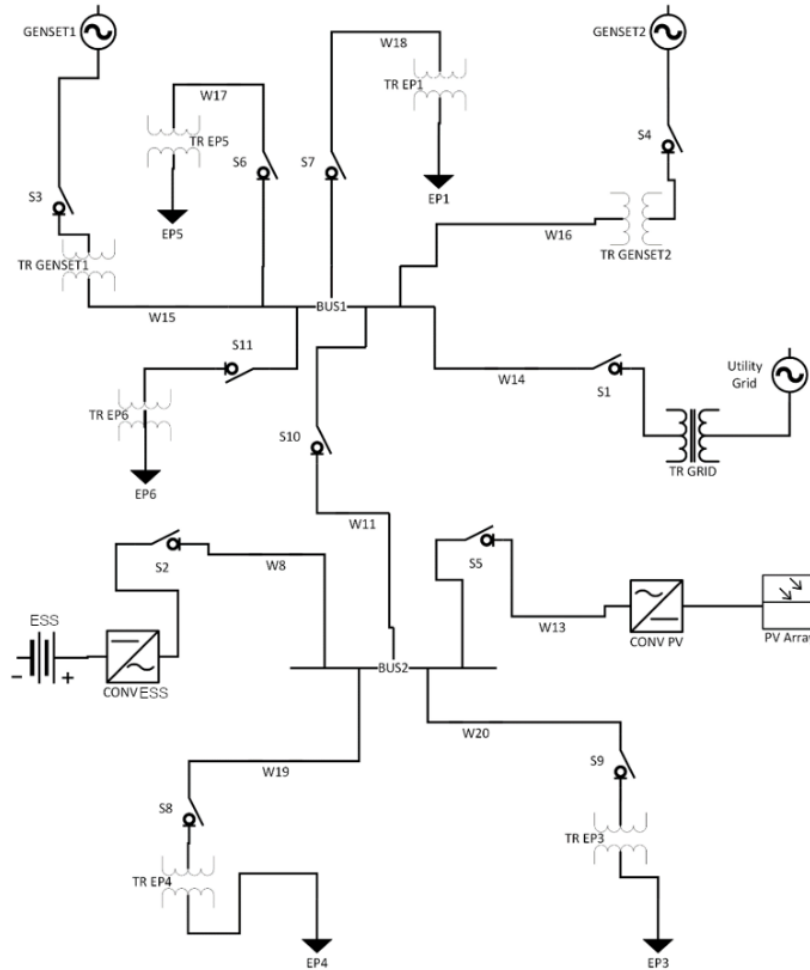 GENSET1
GENSET2
W18
W17
TR EP1
TR EP5
S6
S7
S4
S3
EP1
EP5
W16
TR GENSET1
TR GENSET2
BUS1
W15
S11
Utility
Grid
W14
S1
TR EP6
S10
TR GRID
EP6
W11
S2
W8
S5
ESS
W13
CONV PV
PV Array
- +
CONV ESS
BUS2
W20
W19
S9
S8
TR EP3
TR EP4
EP4
EP3